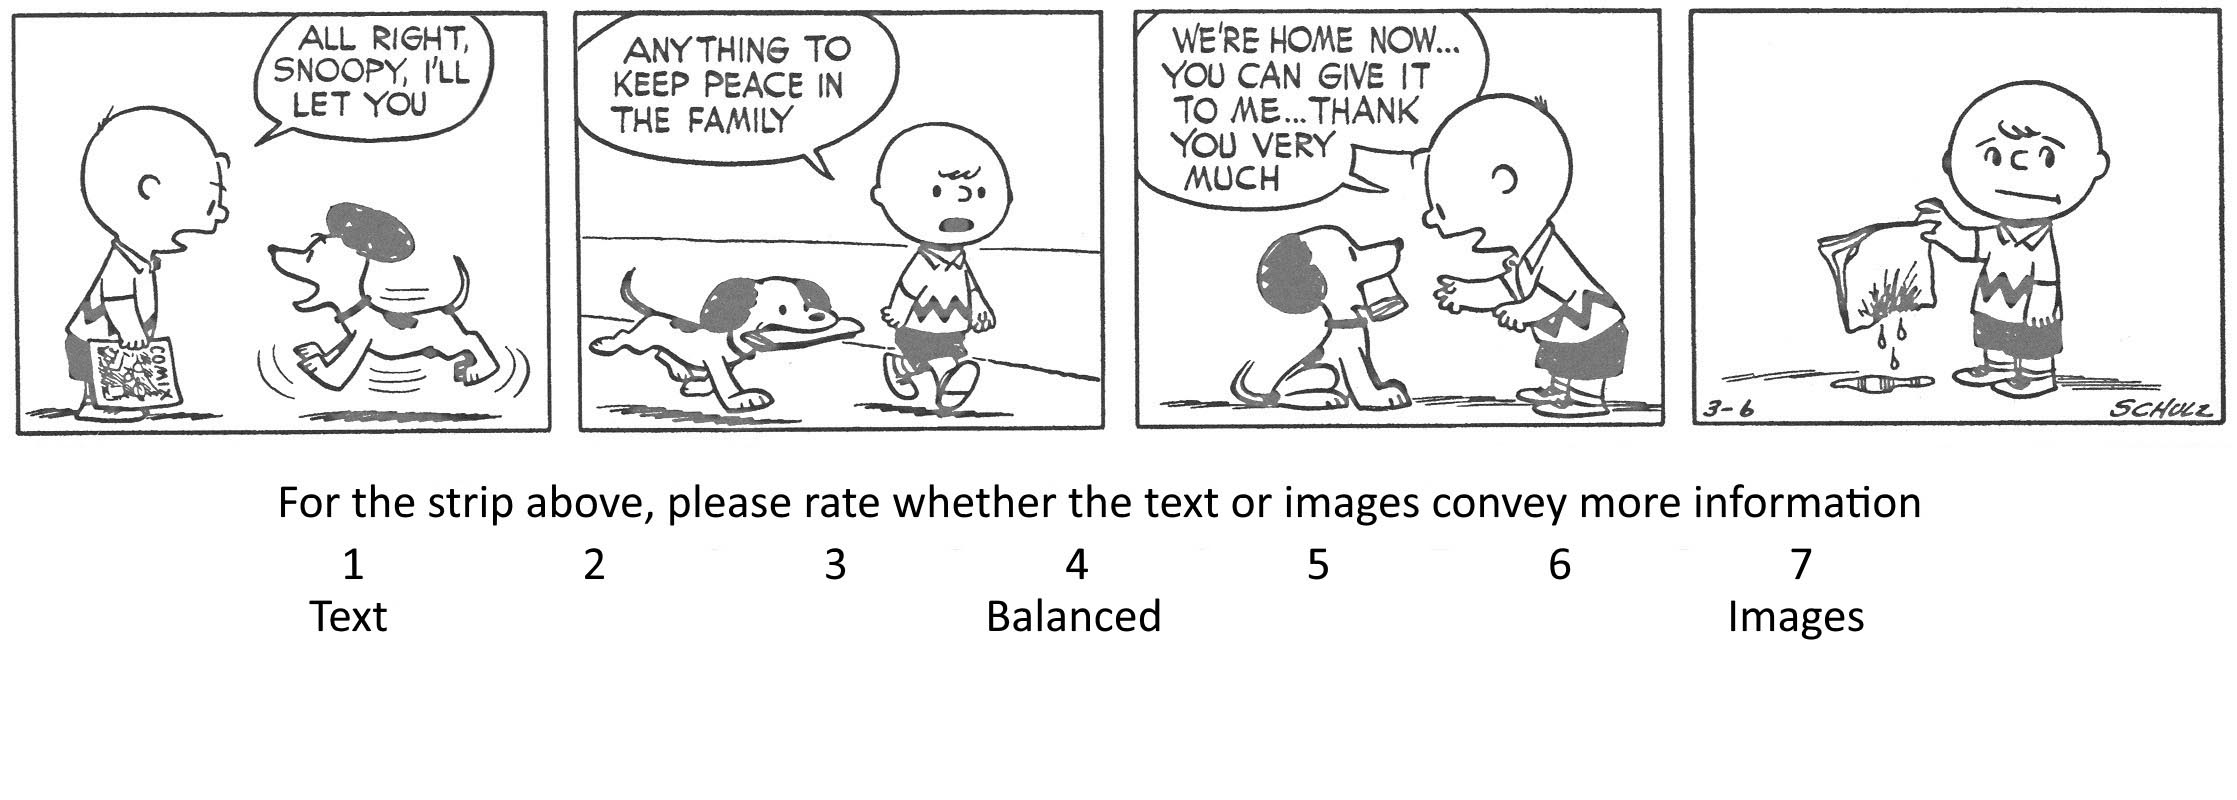 ALL RIGHT,
SNOOPY, I'LL
LET YOU
COMIX
ANYTHING TO
KEEP PEACE IN
THE FAMILY
WE'RE HOME NOW...
YOU CAN GIVE IT
TO ME...THANK
YOU VERY
MUCH
3-6
SCHULZ
For the strip above, please rate whether the text or images convey more information
1 2 3 4 5 6 7
Text Balanced Images